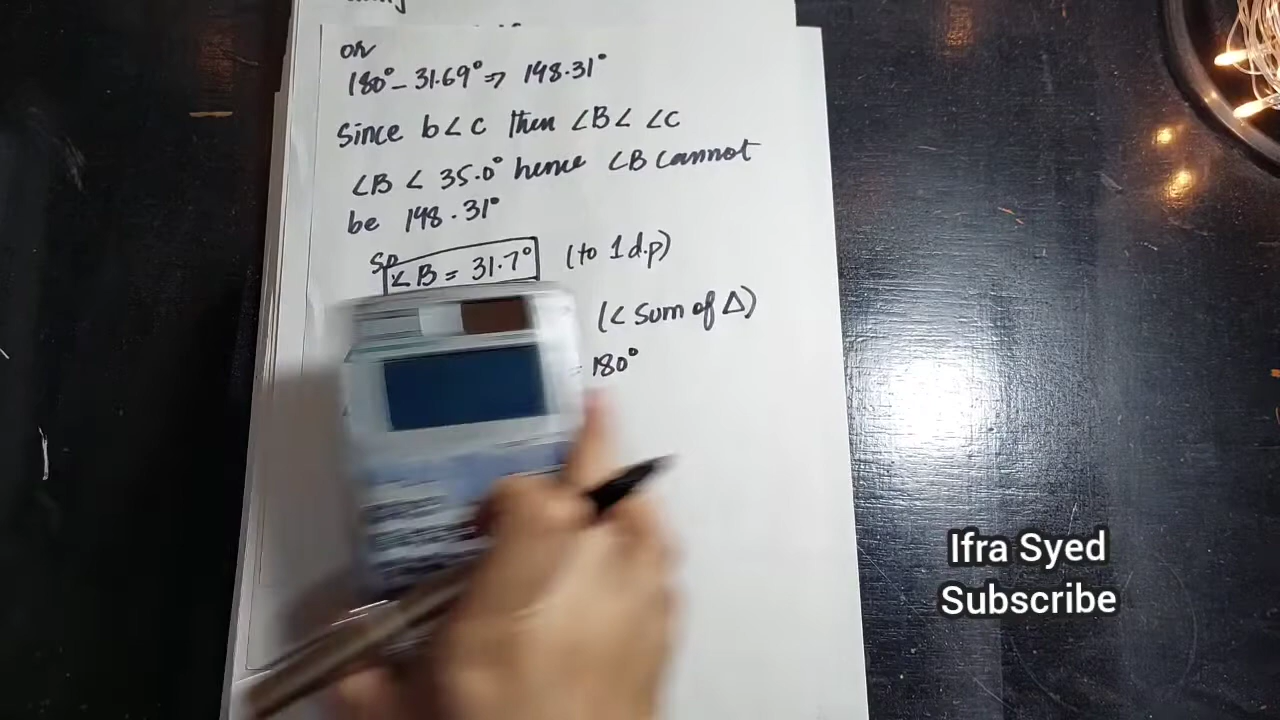 or
180° - 31.69° ⇒ 148.31°
Since b < c then ∠B < ∠C
∠B < 35.0° hence ∠B cannot
be 148.31°
so
∠B = 31.7° (to 1 d.p)
(∠ sum of Δ)
= 180°
Ifra Syed
Subscribe